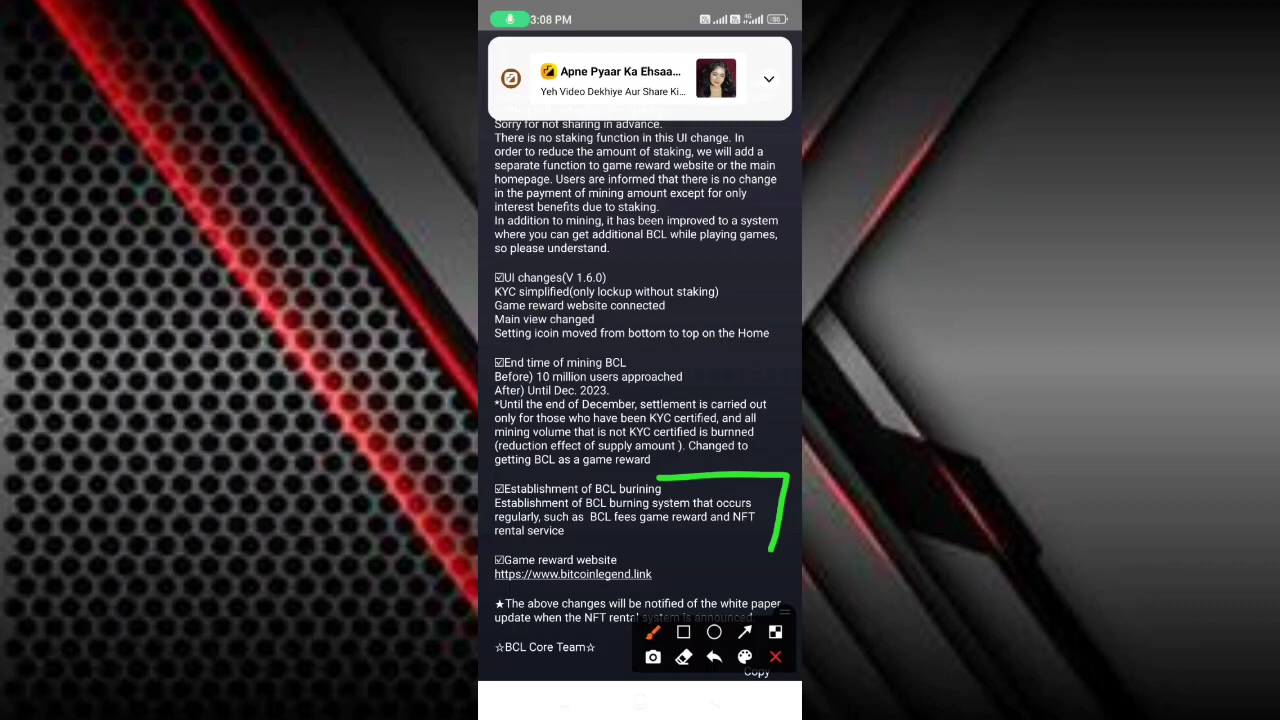 3:08 PM
4G
55
Apne Pyaar Ka Ehsaa...
Yeh Video Dekhiye Aur Share Ki...
Sorry for not sharing in advance.
There is no staking function in this UI change. In
order to reduce the amount of staking, we will add a
separate function to game reward website or the main
homepage. Users are informed that there is no change
in the payment of mining amount except for only
interest benefits due to staking.
In addition to mining, it has been improved to a system
where you can get additional BCL while playing games,
so please understand.
☑UI changes(V 1.6.0)
KYC simplified(only lockup without staking)
Game reward website connected
Main view changed
Setting icoin moved from bottom to top on the Home
☑End time of mining BCL
Before) 10 million users approached
After) Until Dec. 2023.
*Until the end of December, settlement is carried out
only for those who have been KYC certified, and all
mining volume that is not KYC certified is burnned
(reduction effect of supply amount ). Changed to
getting BCL as a game reward
☑Establishment of BCL burining
Establishment of BCL burning system that occurs
regularly, such as  BCL fees game reward and NFT
rental service
☑Game reward website
https://www.bitcoinlegend.link
★The above changes will be notified of the white paper
update when the NFT rental system is announced.
☆BCL Core Team☆
Copy